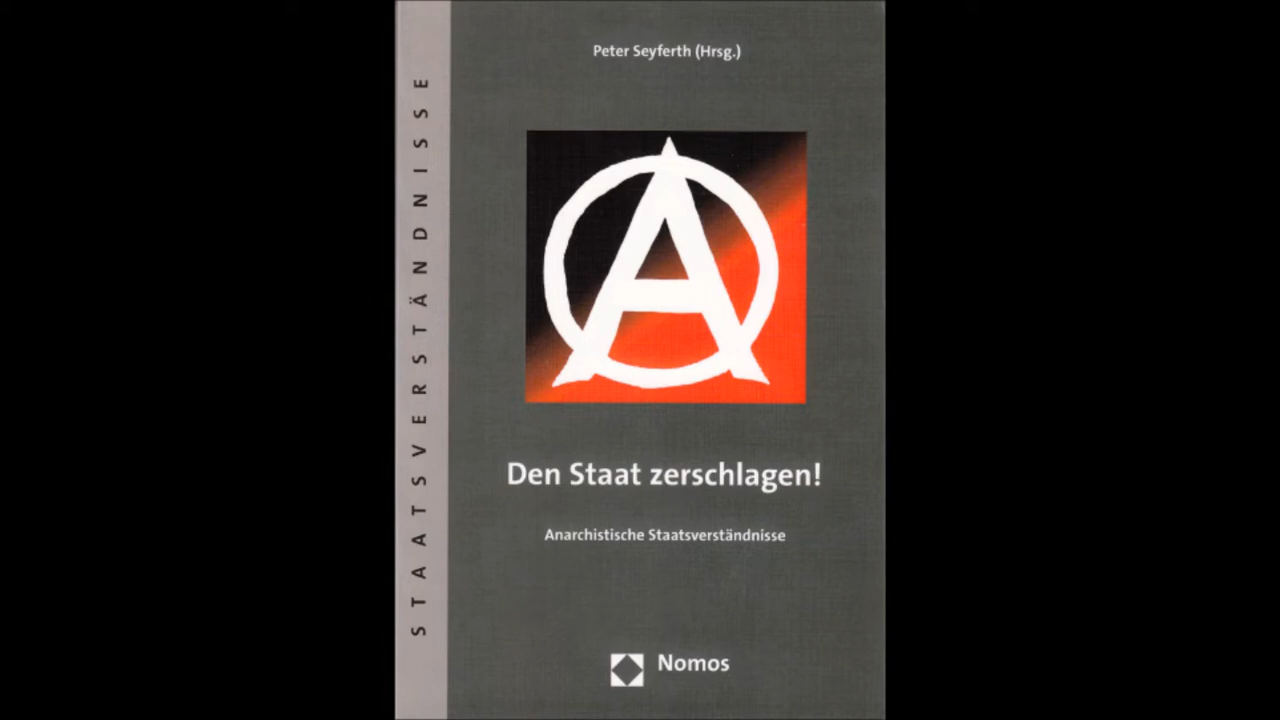 Peter Seyferth (Hrsg.)
STAATSVERSTÄNDNISSE
Den Staat zerschlagen!
Anarchistische Staatsverständnisse
Nomos